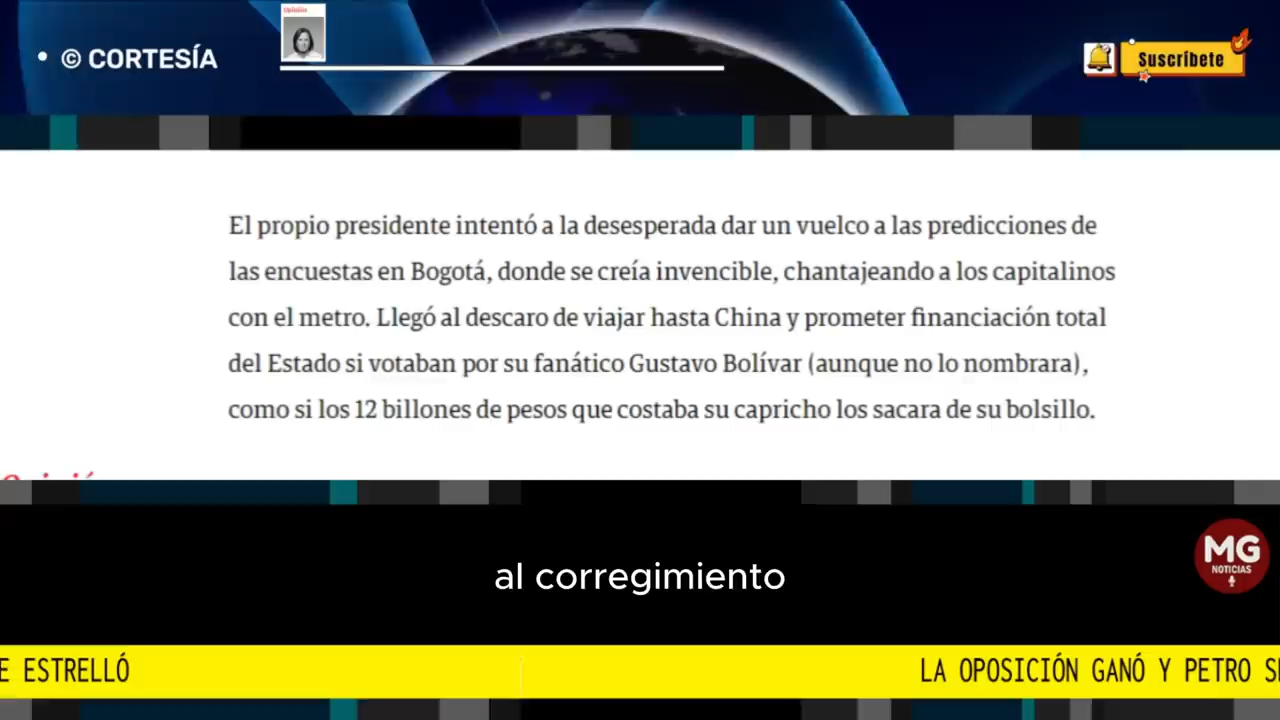 Opinión
• © CORTESÍA
Suscríbete
El propio presidente intentó a la desesperada dar un vuelco a las predicciones de
las encuestas en Bogotá, donde se creía invencible, chantajeando a los capitalinos
con el metro. Llegó al descaro de viajar hasta China y prometer financiación total
del Estado si votaban por su fanático Gustavo Bolívar (aunque no lo nombrara),
como si los 12 billones de pesos que costaba su capricho los sacara de su bolsillo.
al corregimiento
MG
NOTICIAS
E ESTRELLÓ
LA OPOSICIÓN GANÓ Y PETRO S